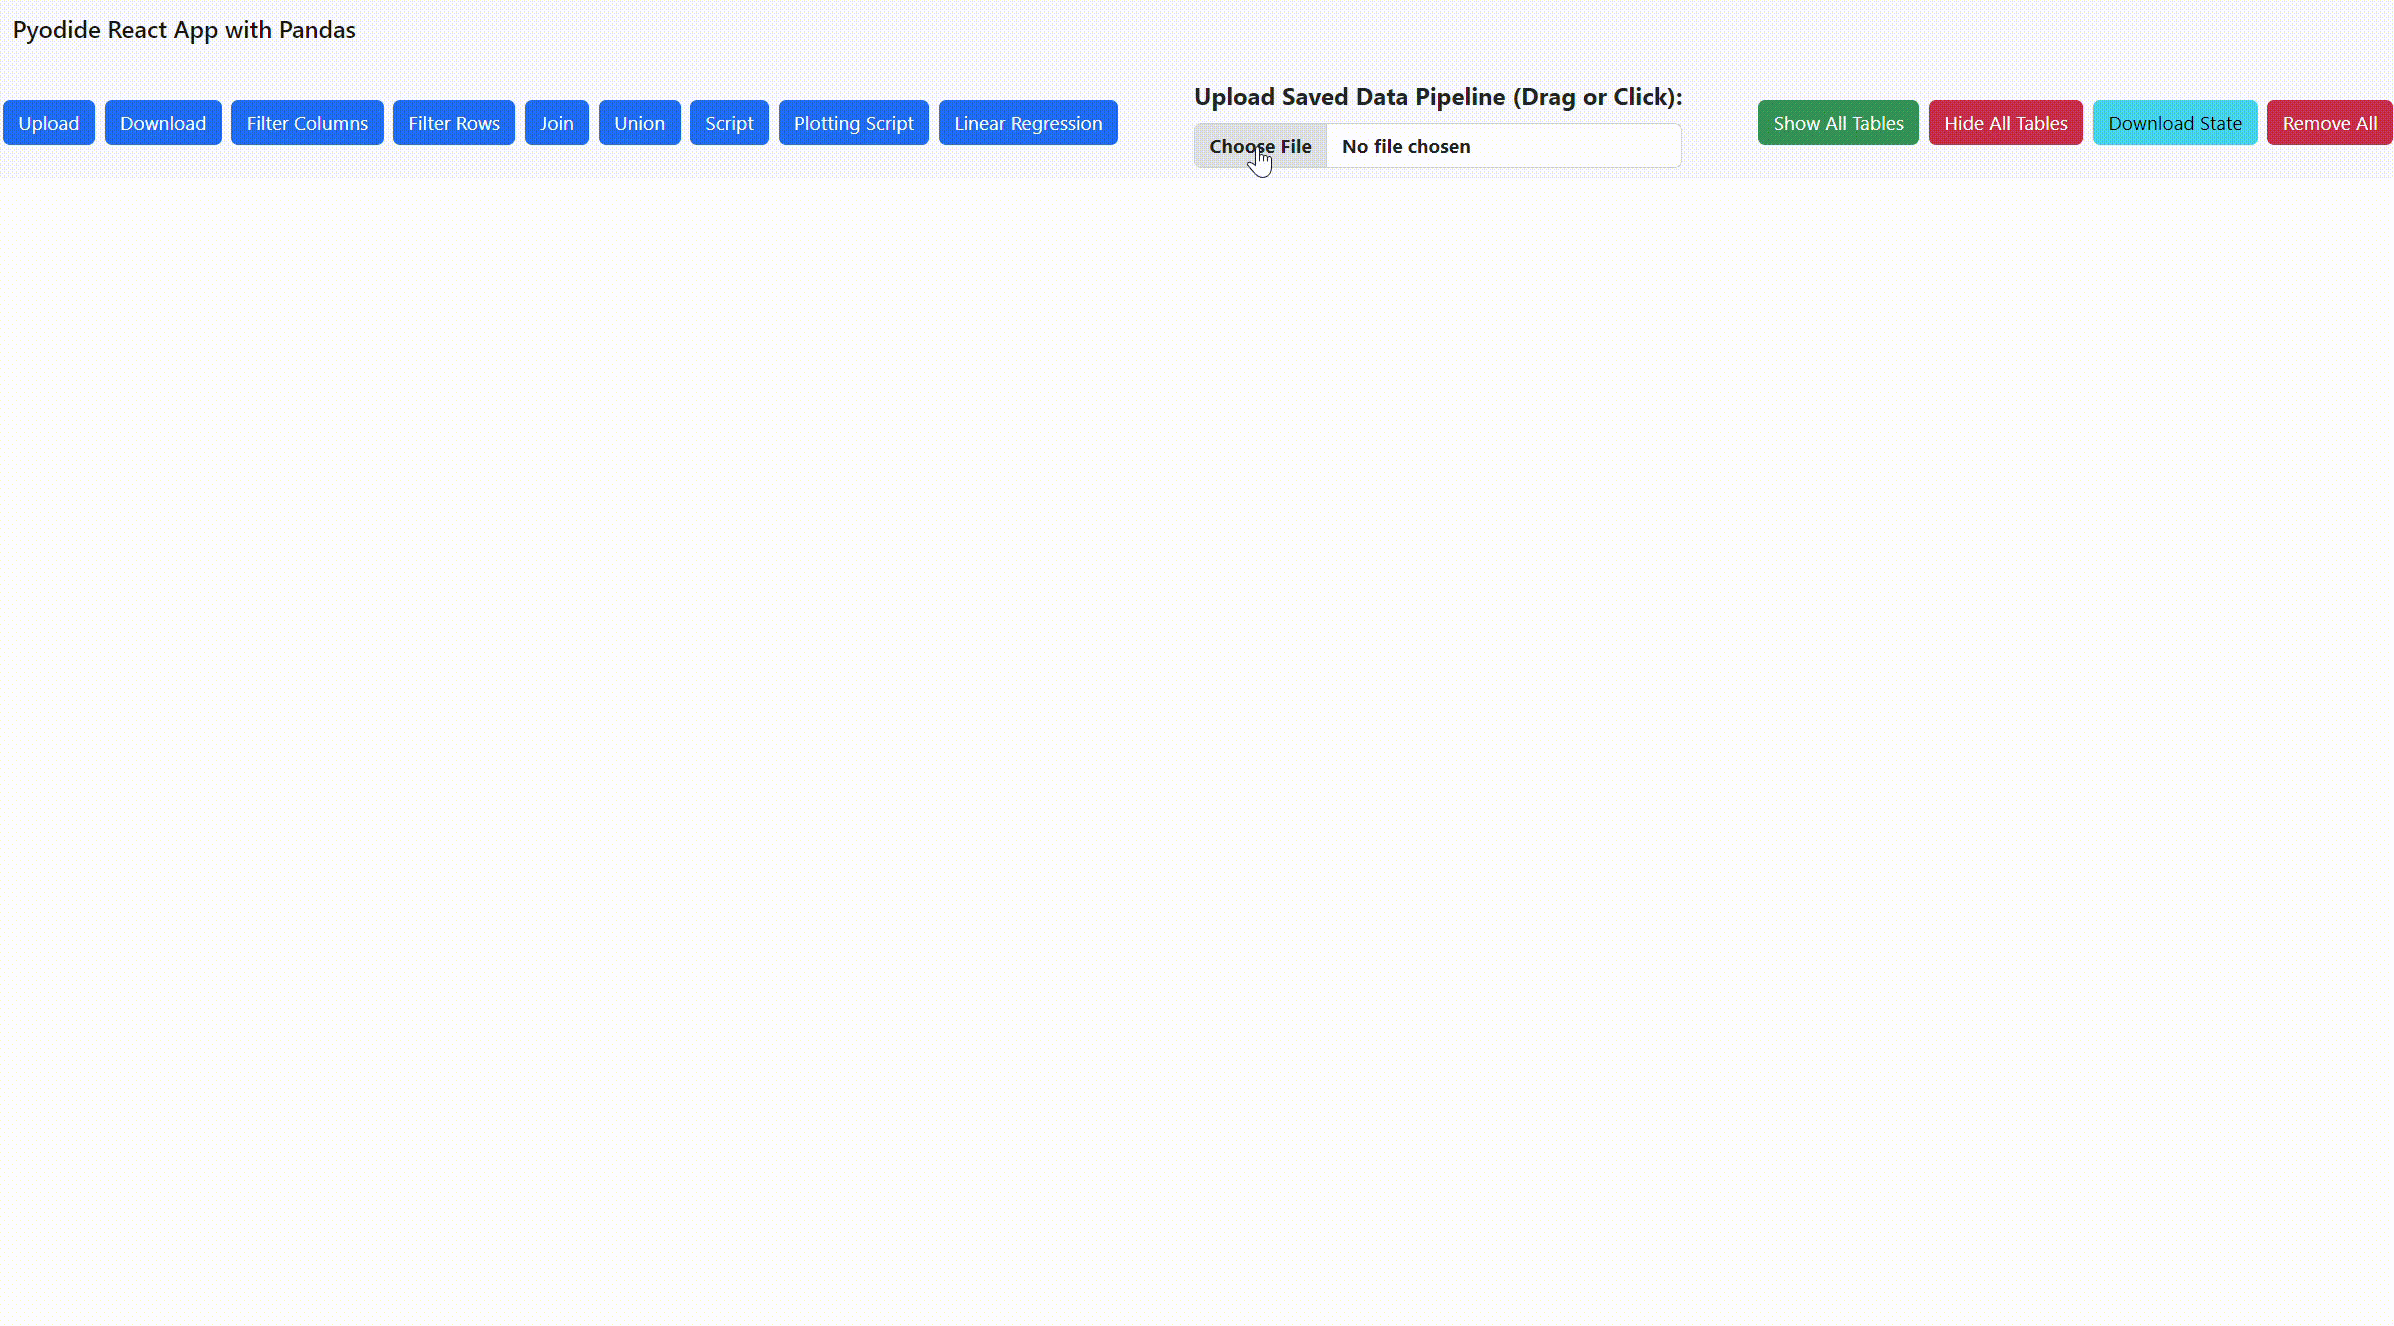 Pyodide React App with Pandas
Upload Saved Data Pipeline (Drag or Click):
Upload Download Filter Columns Filter Rows Join Union Script Plotting Script Linear Regression Show All Tables Hide All Tables Download State Remove All
Choose File No file chosen